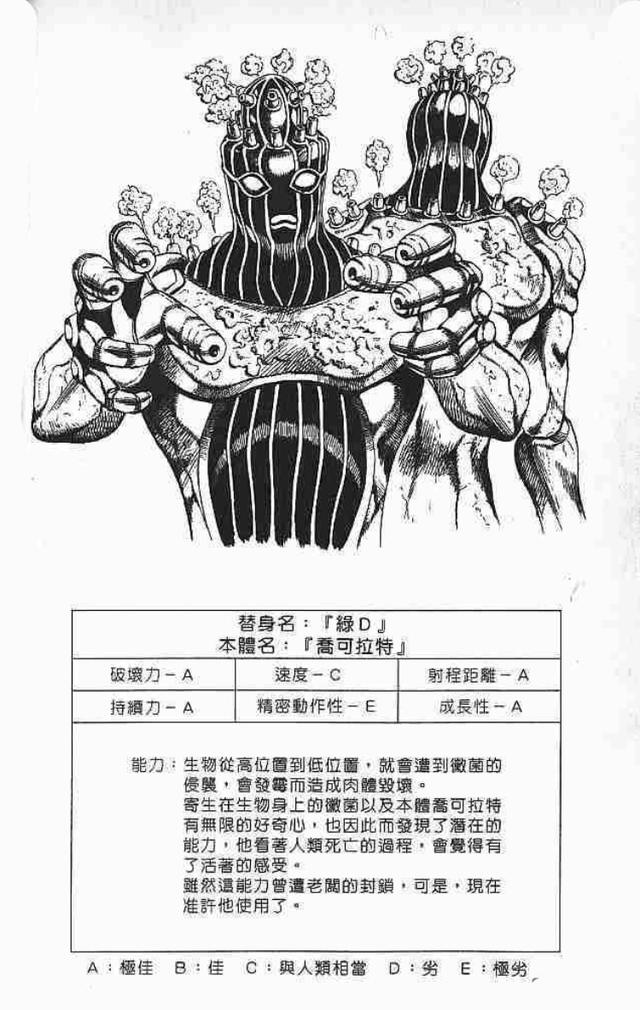 替身名：『綠D』
本體名：『喬可拉特』
破壞力－A 速度－C 射程距離－A
持續力－A 精密動作性－E 成長性－A
能力：生物從高位置到低位置，就會遭到黴菌的
侵襲，會發霉而造成肉體毀壞。
寄生在生物身上的黴菌以及本體喬可拉特
有無限的好奇心，也因此而發現了潛在的
能力，他看著人類死亡的過程，會覺得有
了活著的感受。
雖然這能力曾遭老闆的封鎖，可是，現在
准許他使用了。
A：極佳 B：佳 C：與人類相當 D：劣 E：極劣